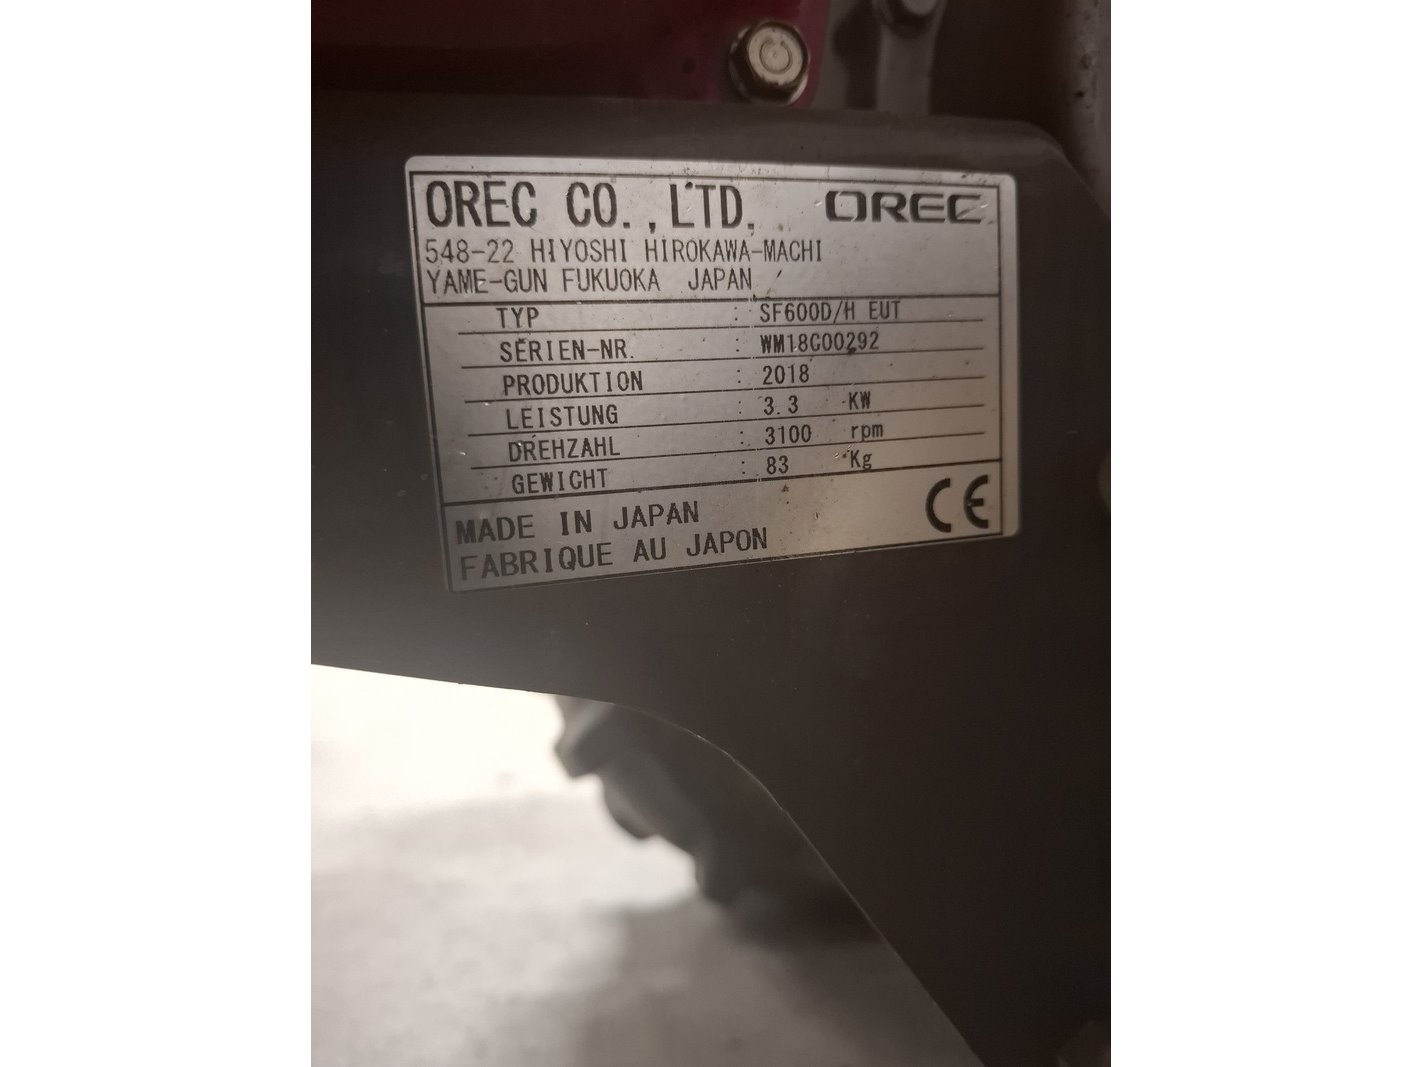 OREC CO.,LTD. OREC
548-22 HIYOSHI HIROKAWA-MACHI
YAME-GUN FUKUOKA JAPAN
TYP : SF600D/H EUT
SERIEN-NR. : WM18C00292
PRODUKTION : 2018
LEISTUNG : 3.3 KW
DREHZAHL : 3100 rpm
GEWICHT : 83 Kg
MADE IN JAPAN
FABRIQUE AU JAPON
CE